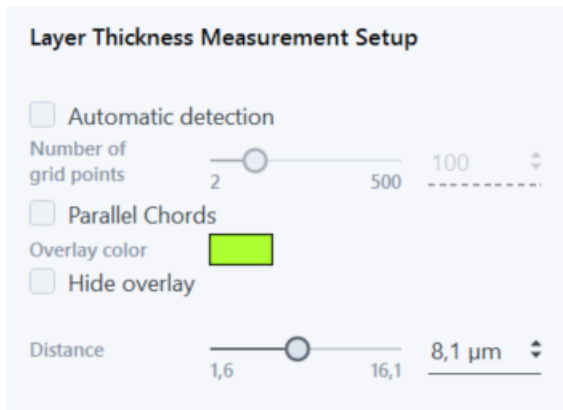 Layer Thickness Measurement Setup
Automatic detection
Number of
grid points
2
500
100
Parallel Chords
Overlay color
Hide overlay
Distance
1,6
16,1
8,1 µm